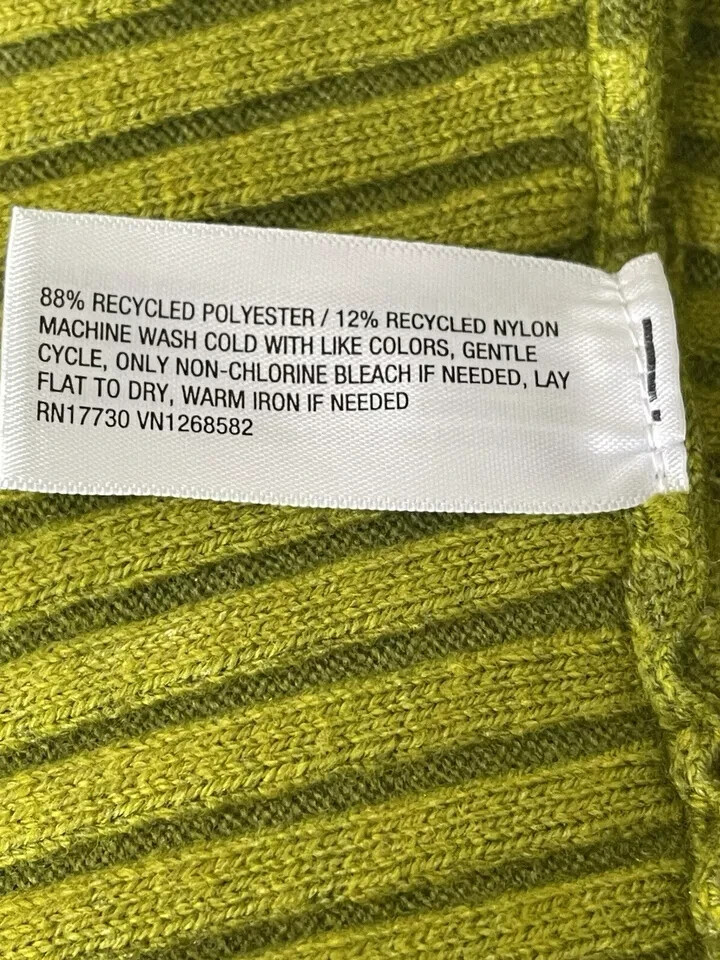 88% RECYCLED POLYESTER / 12% RECYCLED NYLON
MACHINE WASH COLD WITH LIKE COLORS, GENTLE
CYCLE, ONLY NON-CHLORINE BLEACH IF NEEDED, LAY
FLAT TO DRY, WARM IRON IF NEEDED
RN17730 VN1268582